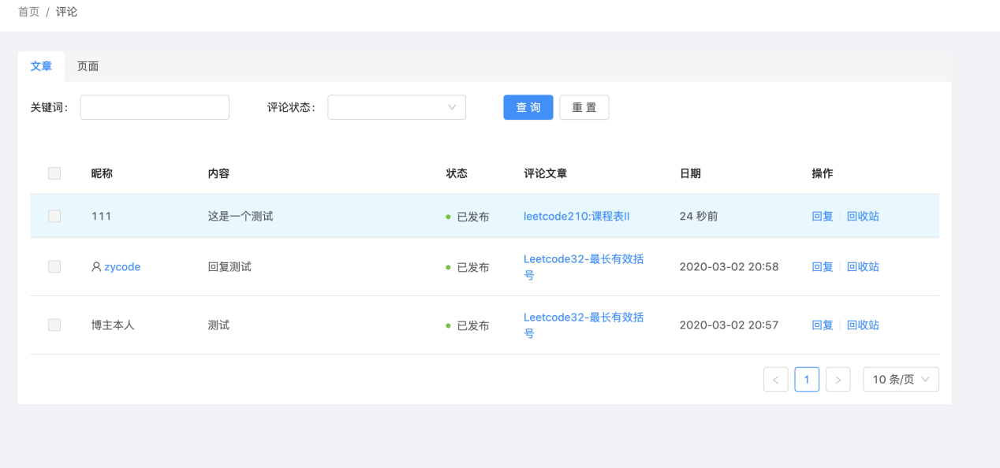 首页 / 评论
文章 页面
关键词: 评论状态: 查 询 重 置
昵称 内容 状态 评论文章 日期 操作
111 这是一个测试 已发布 leetcode210:课程表II 24 秒前 回复 回收站
zycode 回复测试 已发布 Leetcode32-最长有效括号 2020-03-02 20:58 回复 回收站
博主本人 测试 已发布 Leetcode32-最长有效括号 2020-03-02 20:57 回复 回收站
< 1 > 10 条/页